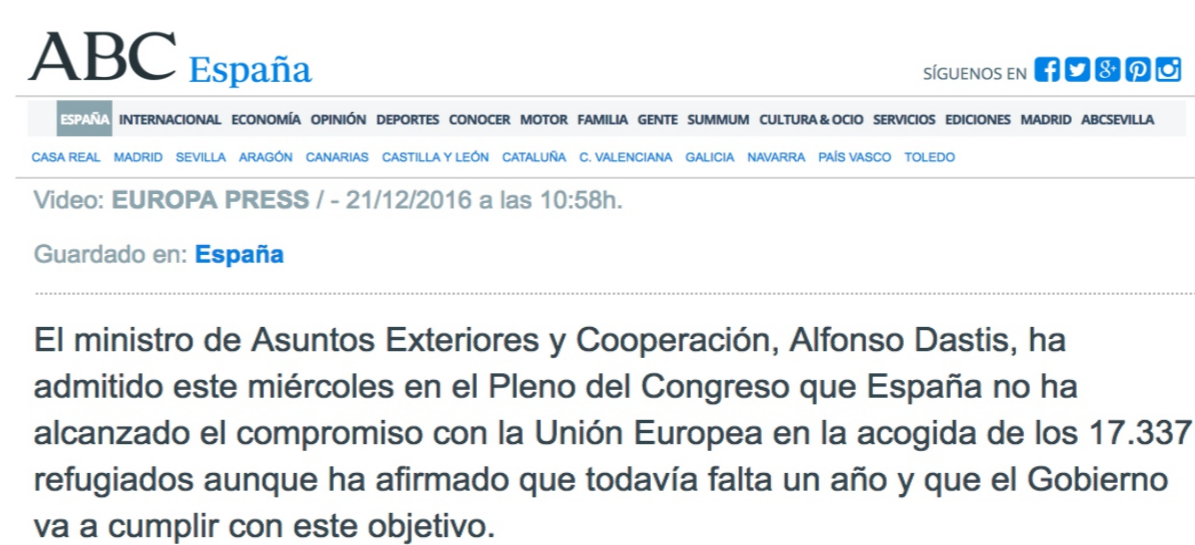 ABC España
SÍGUENOS EN
ESPAÑA INTERNACIONAL ECONOMÍA OPINIÓN DEPORTES CONOCER MOTOR FAMILIA GENTE SUMMUM CULTURA & OCIO SERVICIOS EDICIONES MADRID ABCSEVILLA
CASA REAL MADRID SEVILLA ARAGÓN CANARIAS CASTILLA Y LEÓN CATALUÑA C. VALENCIANA GALICIA NAVARRA PAÍS VASCO TOLEDO
Video: EUROPA PRESS / - 21/12/2016 a las 10:58h.
Guardado en: España
El ministro de Asuntos Exteriores y Cooperación, Alfonso Dastis, ha
admitido este miércoles en el Pleno del Congreso que España no ha
alcanzado el compromiso con la Unión Europea en la acogida de los 17.337
refugiados aunque ha afirmado que todavía falta un año y que el Gobierno
va a cumplir con este objetivo.